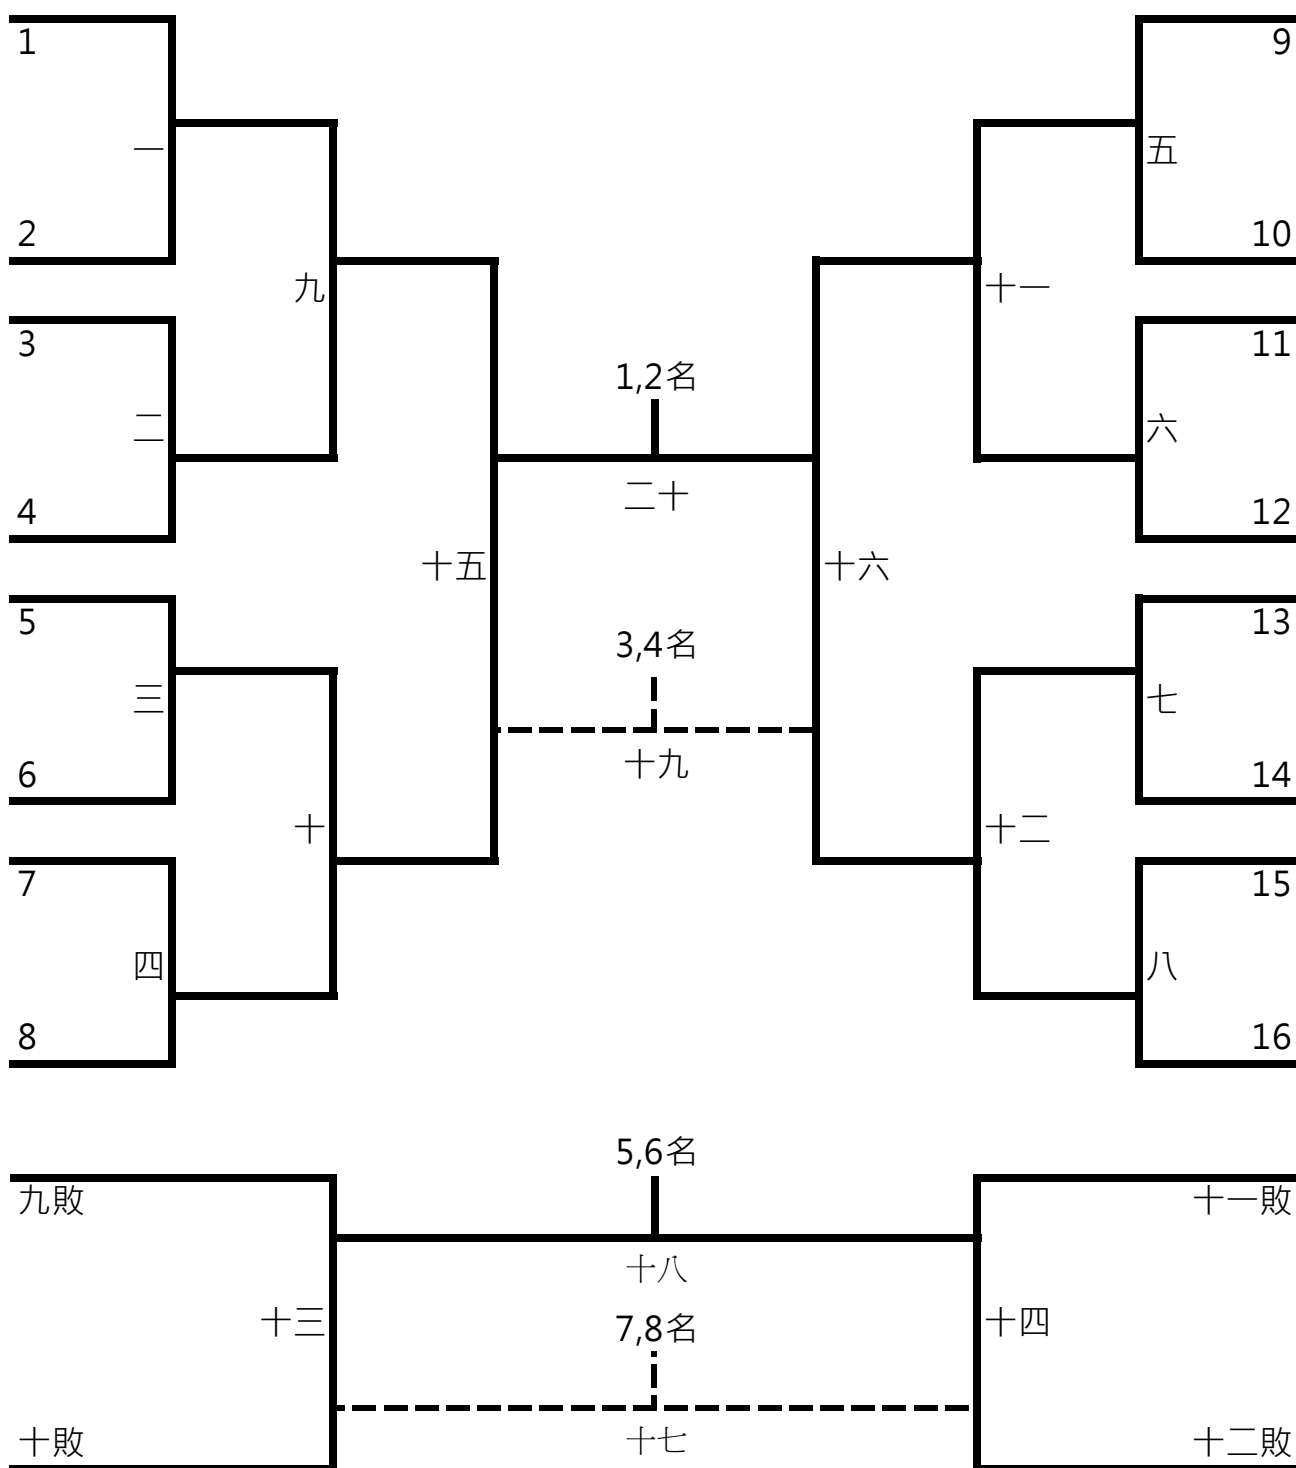 1
9
一
五
2
10
九
十一
3
11
1,2名
二
六
4
12
二十
十五
十六
5
13
3,4名
三
七
6
14
十九
十
十二
7
15
四
八
8
16
5,6名
九敗
十一敗
十八
十三
十四
7,8名
十敗
十二敗
十七